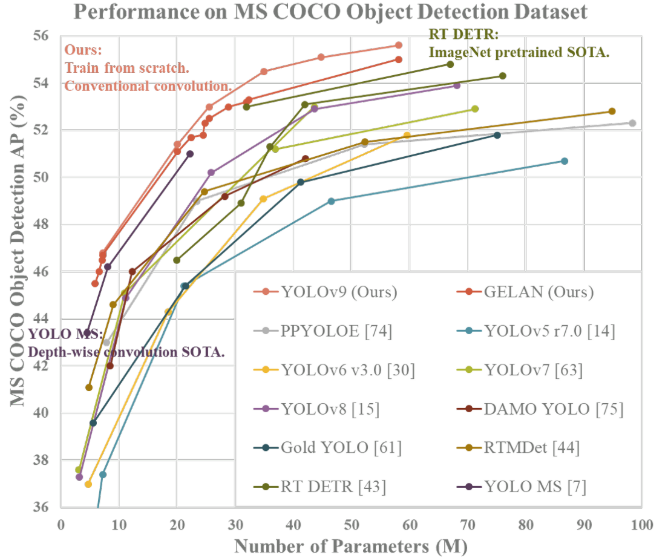 Performance on MS COCO Object Detection Dataset
MS COCO Object Detection AP (%)
56
54
52
50
48
46
44
42
40
38
36
Ours:
Train from scratch.
Conventional convolution.
RT DETR:
ImageNet pretrained SOTA.
YOLO MS:
Depth-wise convolution SOTA.
YOLOv9 (Ours)
GELAN (Ours)
PPYOLOE [74]
YOLOv5 r7.0 [14]
YOLOv6 v3.0 [30]
YOLOv7 [63]
YOLOv8 [15]
DAMO YOLO [75]
Gold YOLO [61]
RTMDet [44]
RT DETR [43]
YOLO MS [7]
0 10 20 30 40 50 60 70 80 90 100
Number of Parameters (M)